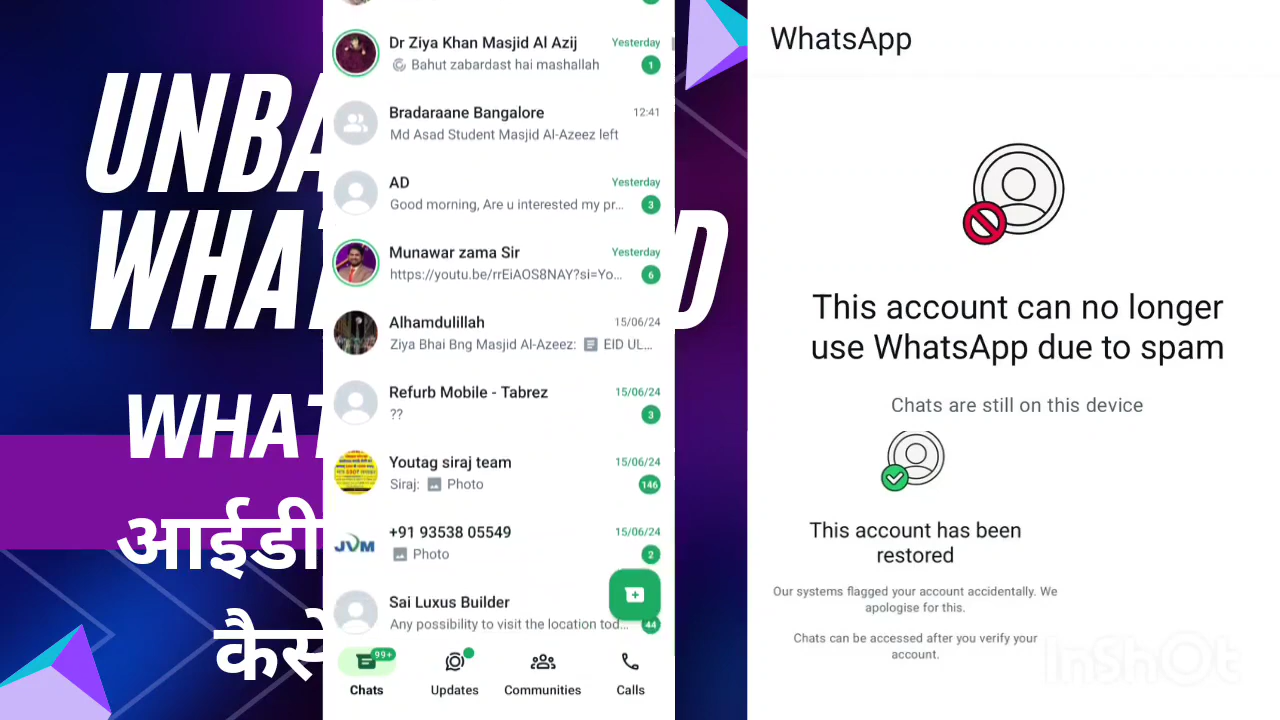 UNBA
WHAT
D
WHAT
आईडी
कैसे
Dr Ziya Khan Masjid Al Azij
Yesterday
Bahut zabardast hai mashallah
1
Bradaraane Bangalore
12:41
Md Asad Student Masjid Al-Azeez left
AD
Yesterday
Good morning, Are u interested my pr...
3
Munawar zama Sir
Yesterday
https://youtu.be/rrEiAOS8NAY?si=Yo...
6
Alhamdulillah
15/06/24
Ziya Bhai Bng Masjid Al-Azeez: EID UL...
Refurb Mobile - Tabrez
15/06/24
??
3
Youtag siraj team
15/06/24
Siraj: Photo
146
+91 93538 05549
15/06/24
JVM
Photo
2
Sai Luxus Builder
Any possibility to visit the location tod...
44
99+
Chats
Updates
Communities
Calls
WhatsApp
This account can no longer
use WhatsApp due to spam
Chats are still on this device
This account has been
restored
Our systems flagged your account accidentally. We
apologise for this.
Chats can be accessed after you verify your
account.
InShOt